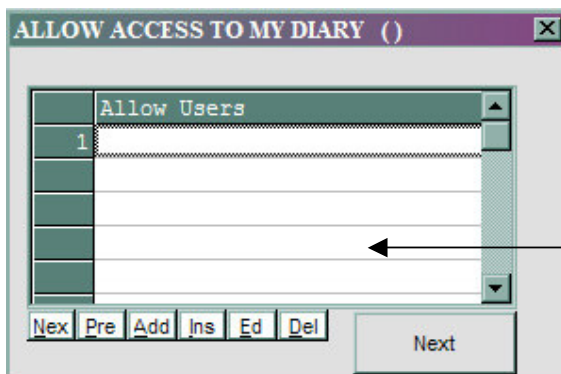 ALLOW ACCESS TO MY DIARY ()
Allow Users
1
Nex Pre Add Ins Ed Del
Next